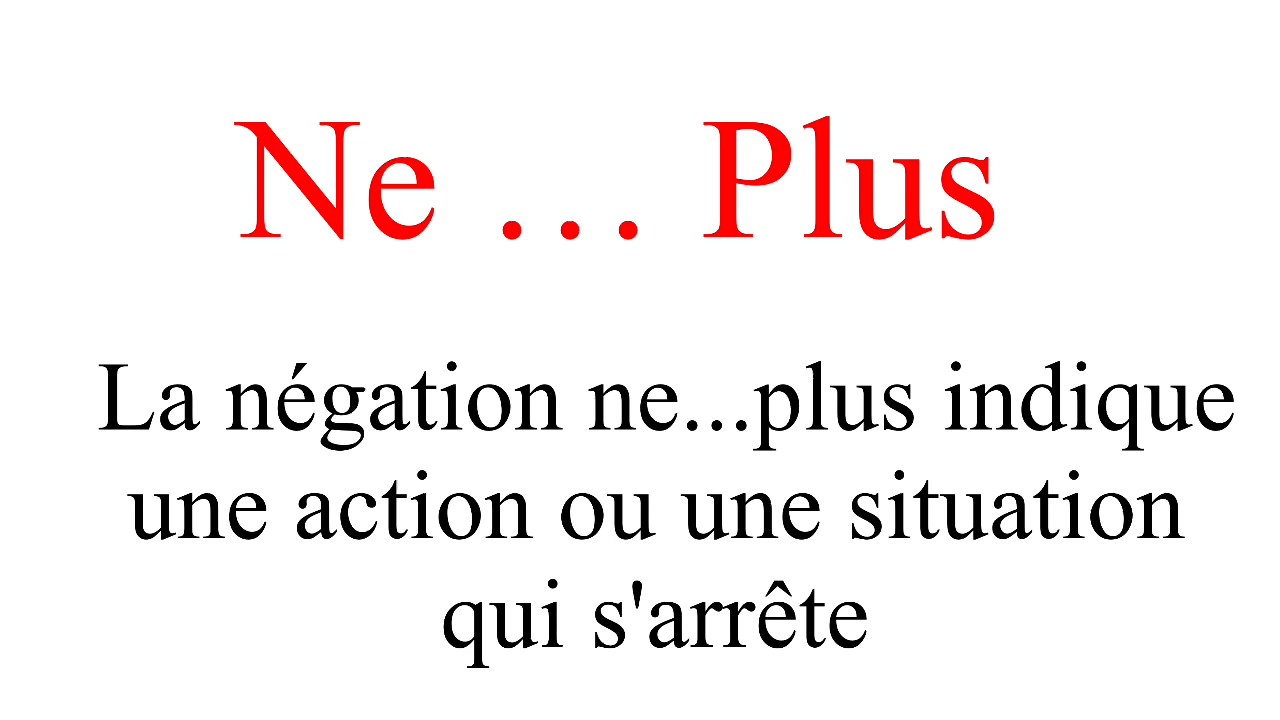 Ne … Plus
La négation ne...plus indique
une action ou une situation
qui s'arrête